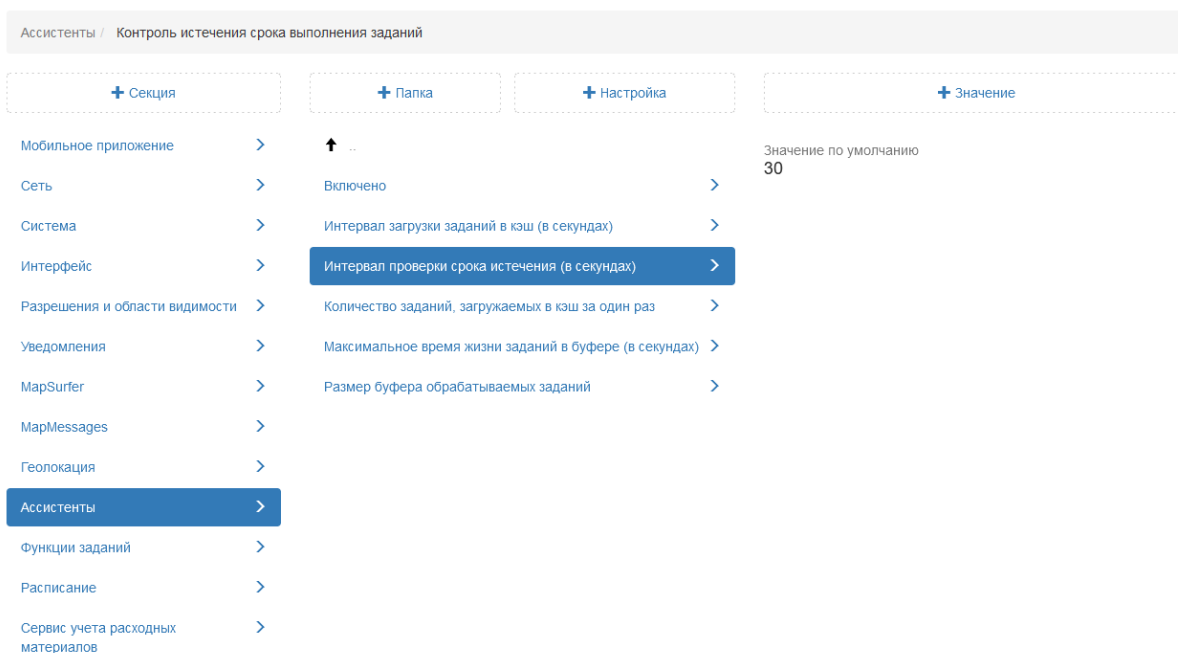 Ассистенты / Контроль истечения срока выполнения заданий
+ Секция
+ Папка
+ Настройка
+ Значение
Мобильное приложение
Сеть
Система
Интерфейс
Разрешения и области видимости
Уведомления
MapSurfer
MapMessages
Геолокация
Ассистенты
Функции заданий
Расписание
Сервис учета расходных
материалов
..
Включено
Интервал загрузки заданий в кэш (в секундах)
Интервал проверки срока истечения (в секундах)
Количество заданий, загружаемых в кэш за один раз
Максимальное время жизни заданий в буфере (в секундах)
Размер буфера обрабатываемых заданий
Значение по умолчанию
30